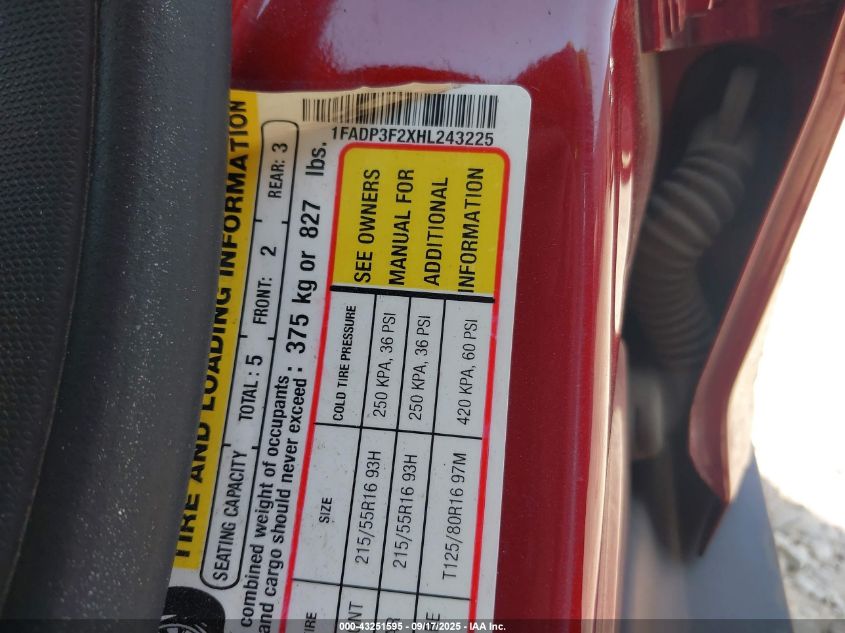 1FADP3F2XHL243225
TIRE AND LOADING INFORMATION
SEATING CAPACITY TOTAL: 5 FRONT: 2 REAR: 3
combined weight of occupants
and cargo should never exceed: 375 kg or 827 lbs.
SIZE COLD TIRE PRESSURE SEE OWNERS
215/55R16 93H 250 KPA, 36 PSI MANUAL FOR
215/55R16 93H 250 KPA, 36 PSI ADDITIONAL
T125/80R16 97M 420 KPA, 60 PSI INFORMATION
000-43251595 - 09/17/2025 - IAA Inc.